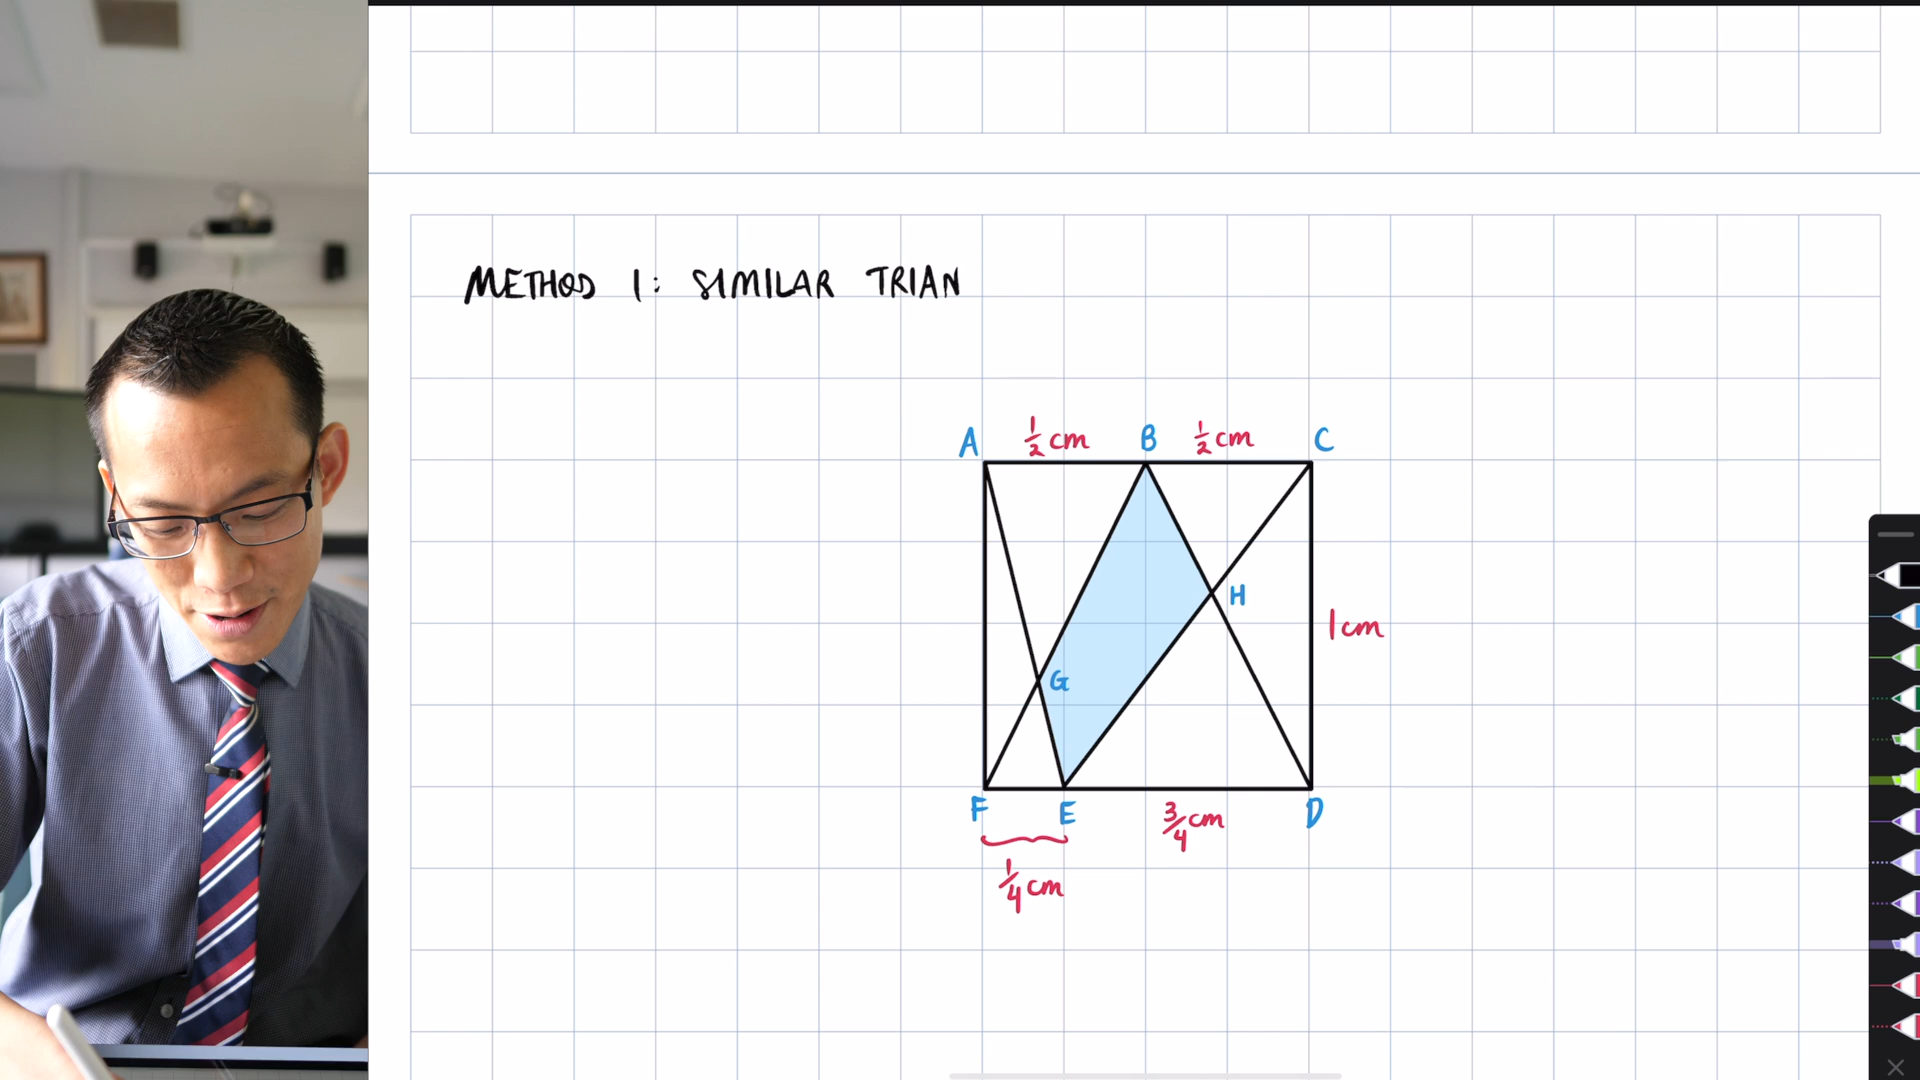 METHOD 1: SIMILAR TRIAN
A 1/2 cm B 1/2 cm C
H
1cm
G
F E 3/4 cm D
1/4 cm